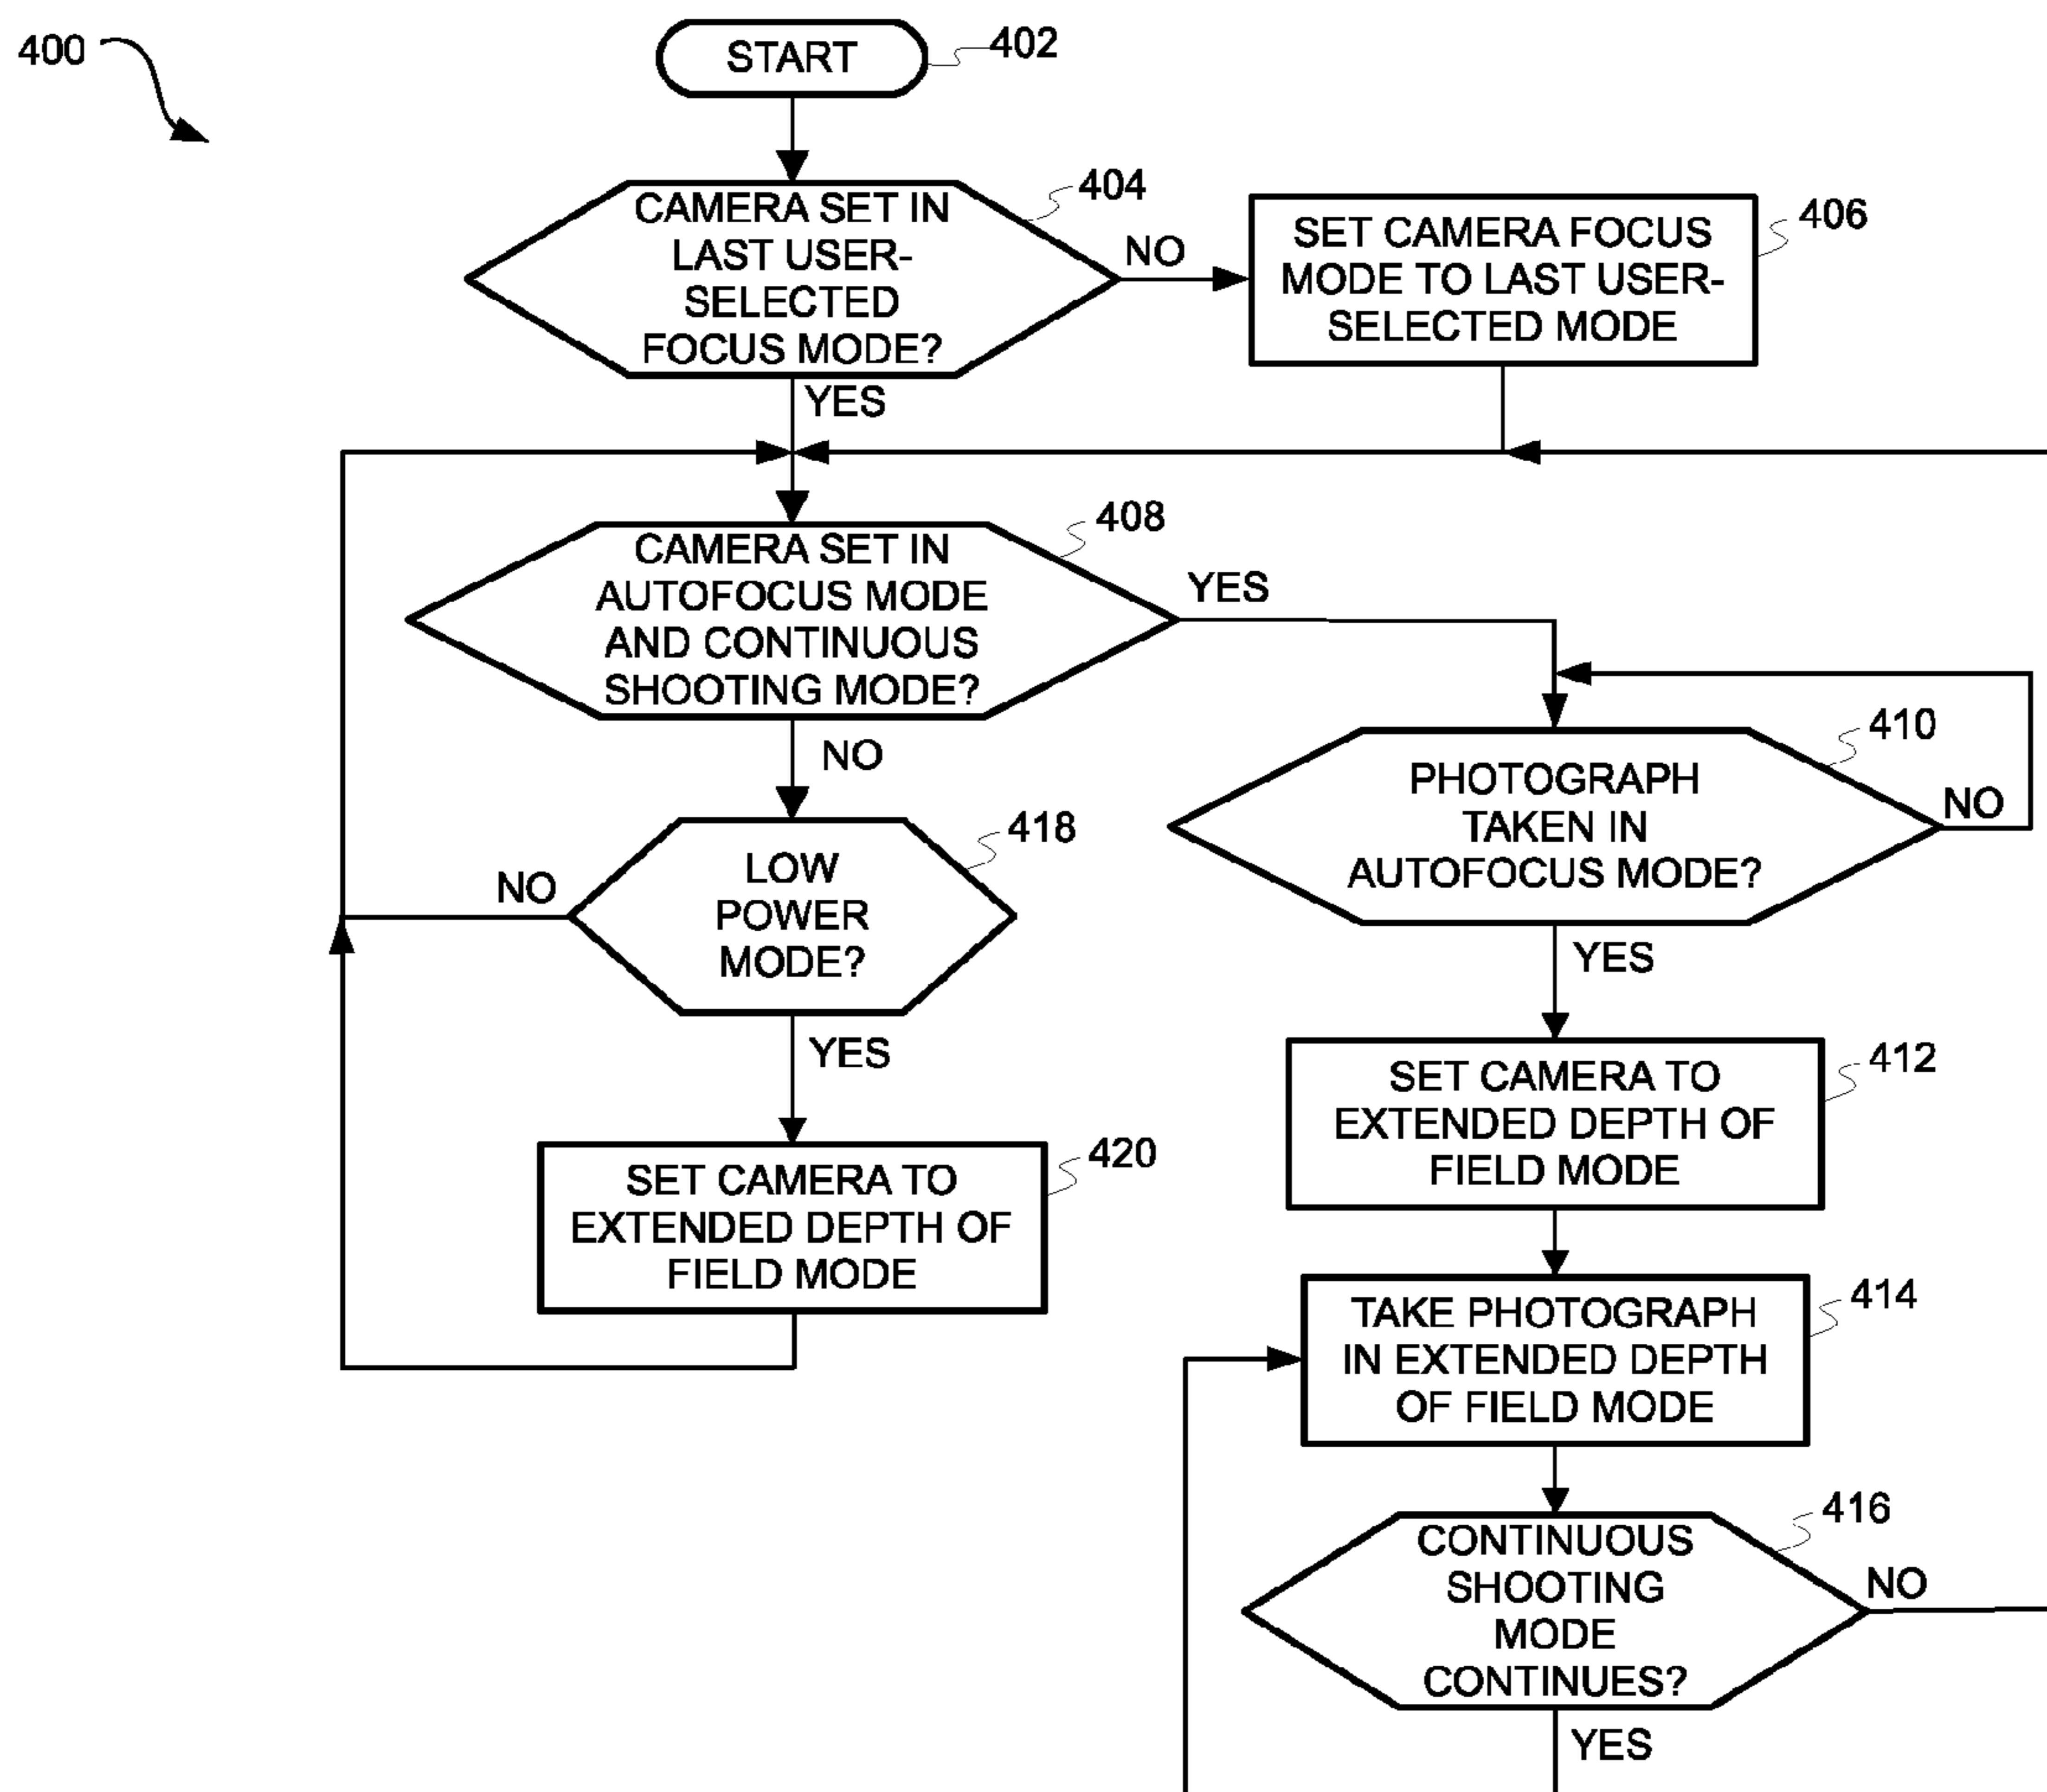 400
START
402
CAMERA SET IN
LAST USER-
SELECTED
FOCUS MODE?
404
NO
SET CAMERA FOCUS
MODE TO LAST USER-
SELECTED MODE
406
YES
CAMERA SET IN
AUTOFOCUS MODE
AND CONTINUOUS
SHOOTING MODE?
408
YES
NO
PHOTOGRAPH
TAKEN IN
AUTOFOCUS MODE?
410
NO
LOW
POWER
MODE?
418
NO
YES
YES
SET CAMERA TO
EXTENDED DEPTH OF
FIELD MODE
412
SET CAMERA TO
EXTENDED DEPTH OF
FIELD MODE
420
TAKE PHOTOGRAPH
IN EXTENDED DEPTH
OF FIELD MODE
414
CONTINUOUS
SHOOTING
MODE
CONTINUES?
416
NO
YES